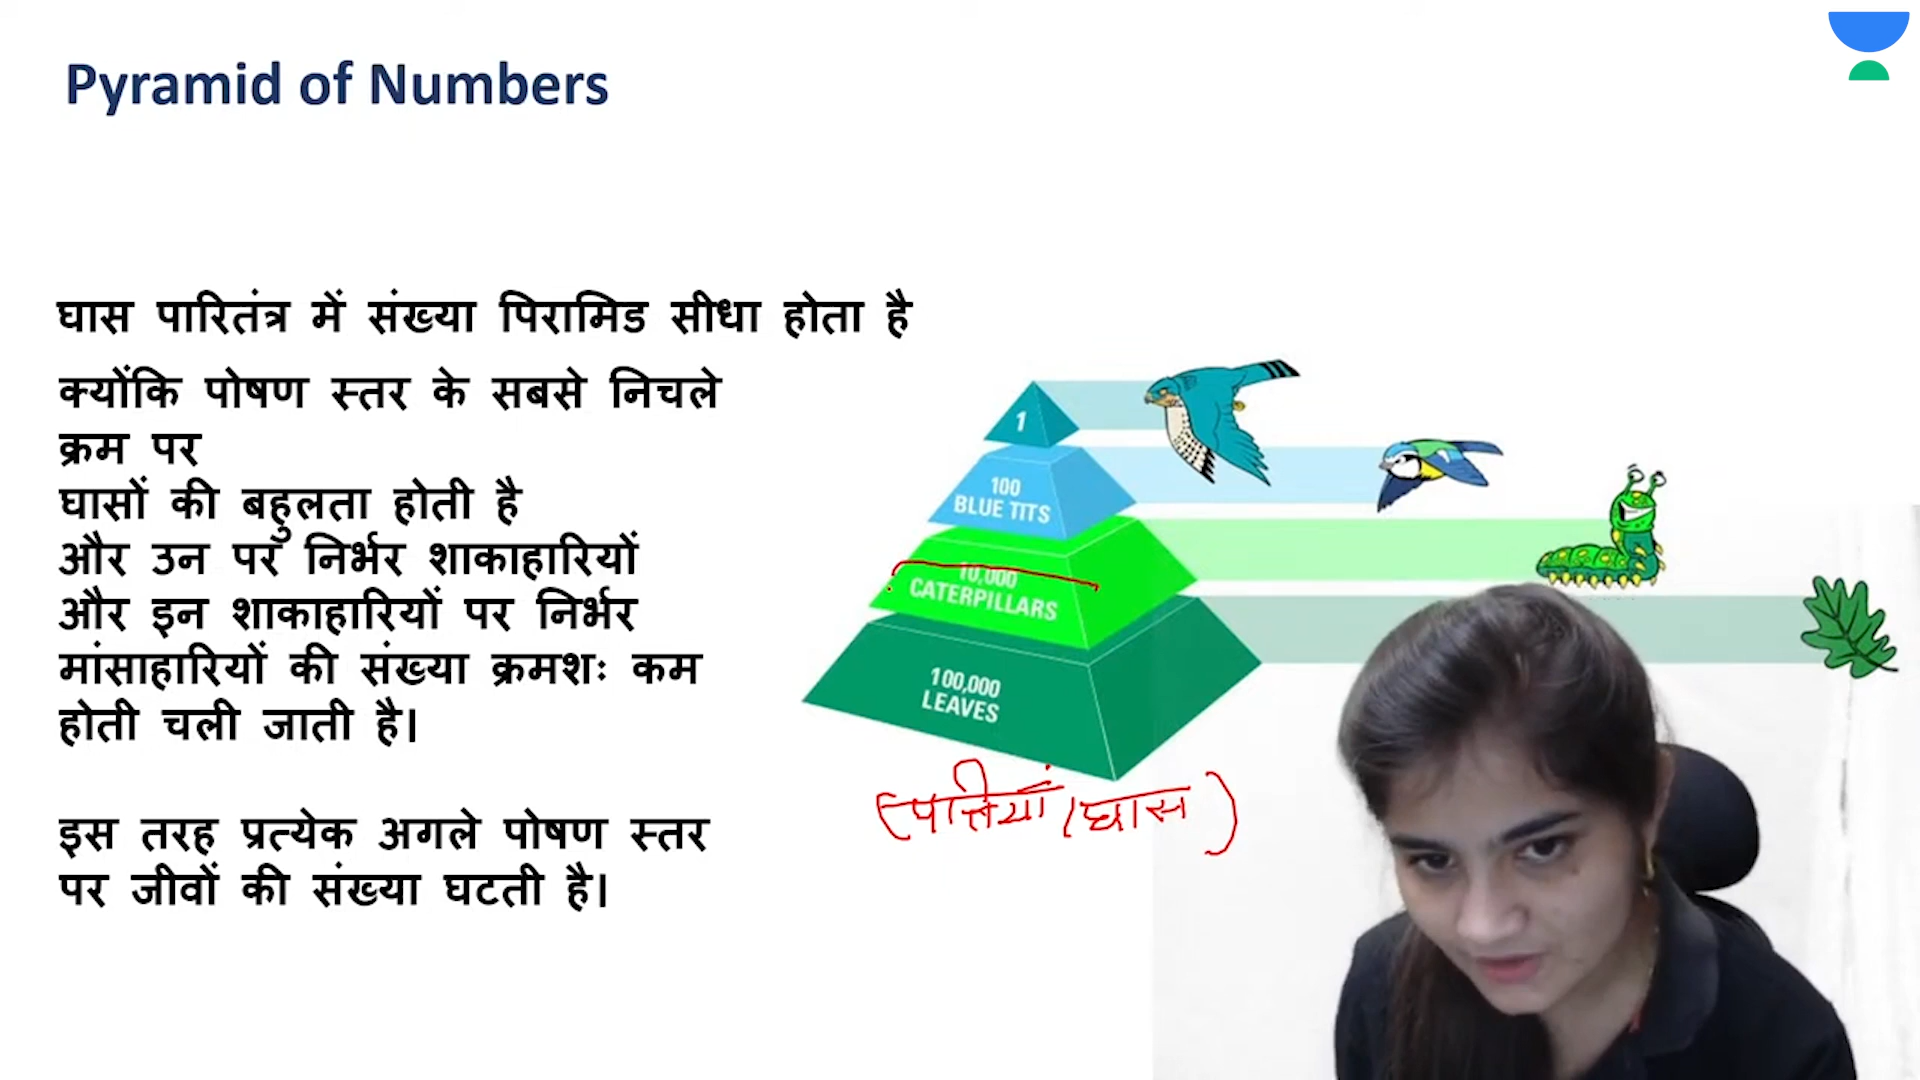 Pyramid of Numbers
घास पारितंत्र में संख्या पिरामिड सीधा होता है
क्योंकि पोषण स्तर के सबसे निचले
क्रम पर
घासों की बहुलता होती है
और उन पर निर्भर शाकाहारियों
और इन शाकाहारियों पर निर्भर
मांसाहारियों की संख्या क्रमशः कम
होती चली जाती है।
इस तरह प्रत्येक अगले पोषण स्तर
पर जीवों की संख्या घटती है।
1
100
BLUE TITS
10,000
CATERPILLARS
100,000
LEAVES
(पत्तियां/घास)